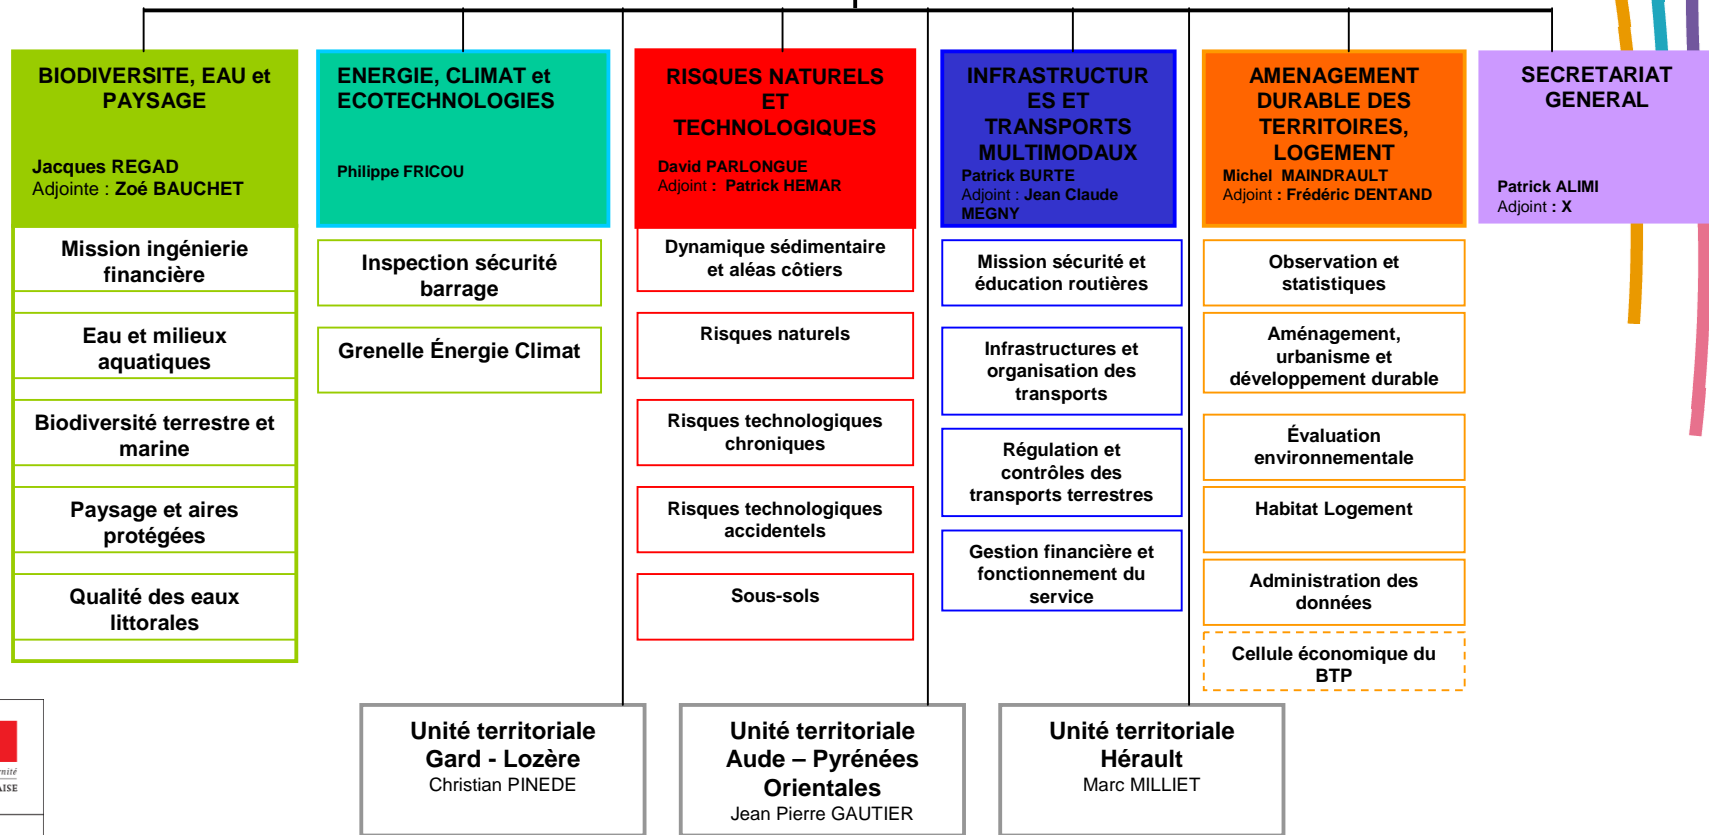 BIODIVERSITE, EAU et
PAYSAGE
Jacques REGAD
Adjointe : Zoé BAUCHET
Mission ingénierie
financière
Eau et milieux
aquatiques
Biodiversité terrestre et
marine
Paysage et aires
protégées
Qualité des eaux
littorales
ENERGIE, CLIMAT et
ECOTECHNOLOGIES
Philippe FRICOU
Inspection sécurité
barrage
Grenelle Énergie Climat
RISQUES NATURELS
ET
TECHNOLOGIQUES
David PARLONGUE
Adjoint : Patrick HEMAR
Dynamique sédimentaire
et aléas côtiers
Risques naturels
Risques technologiques
chroniques
Risques technologiques
accidentels
Sous-sols
INFRASTRUCTUR
ES ET
TRANSPORTS
MULTIMODAUX
Patrick BURTE
Adjoint : Jean Claude
MEGNY
Mission sécurité et
éducation routières
Infrastructures et
organisation des
transports
Régulation et
contrôles des
transports terrestres
Gestion financière et
fonctionnement du
service
AMENAGEMENT
DURABLE DES
TERRITOIRES,
LOGEMENT
Michel MAINDRAULT
Adjoint : Frédéric DENTAND
Observation et
statistiques
Aménagement,
urbanisme et
développement durable
Évaluation
environnementale
Habitat Logement
Administration des
données
Cellule économique du
BTP
SECRETARIAT
GENERAL
Patrick ALIMI
Adjoint : X
Unité territoriale
Gard - Lozère
Christian PINEDE
Unité territoriale
Aude – Pyrénées
Orientales
Jean Pierre GAUTIER
Unité territoriale
Hérault
Marc MILLIET